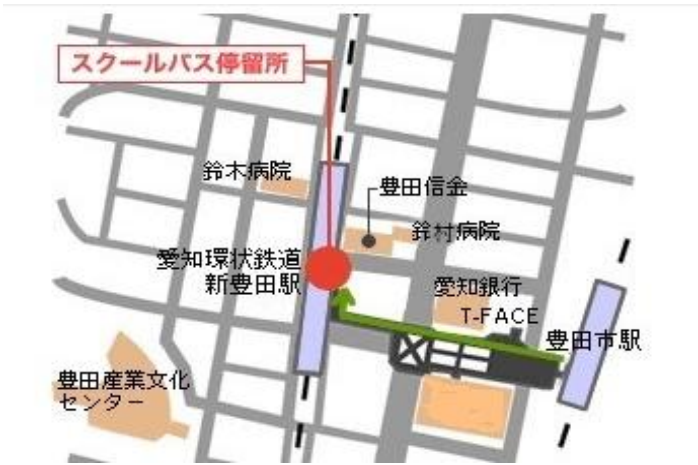 スクールバス停留所
鈴木病院
豊田信金
鈴村病院
愛知環状鉄道
新豊田駅
愛知銀行
T-FACE
豊田市駅
豊田産業文化
センター